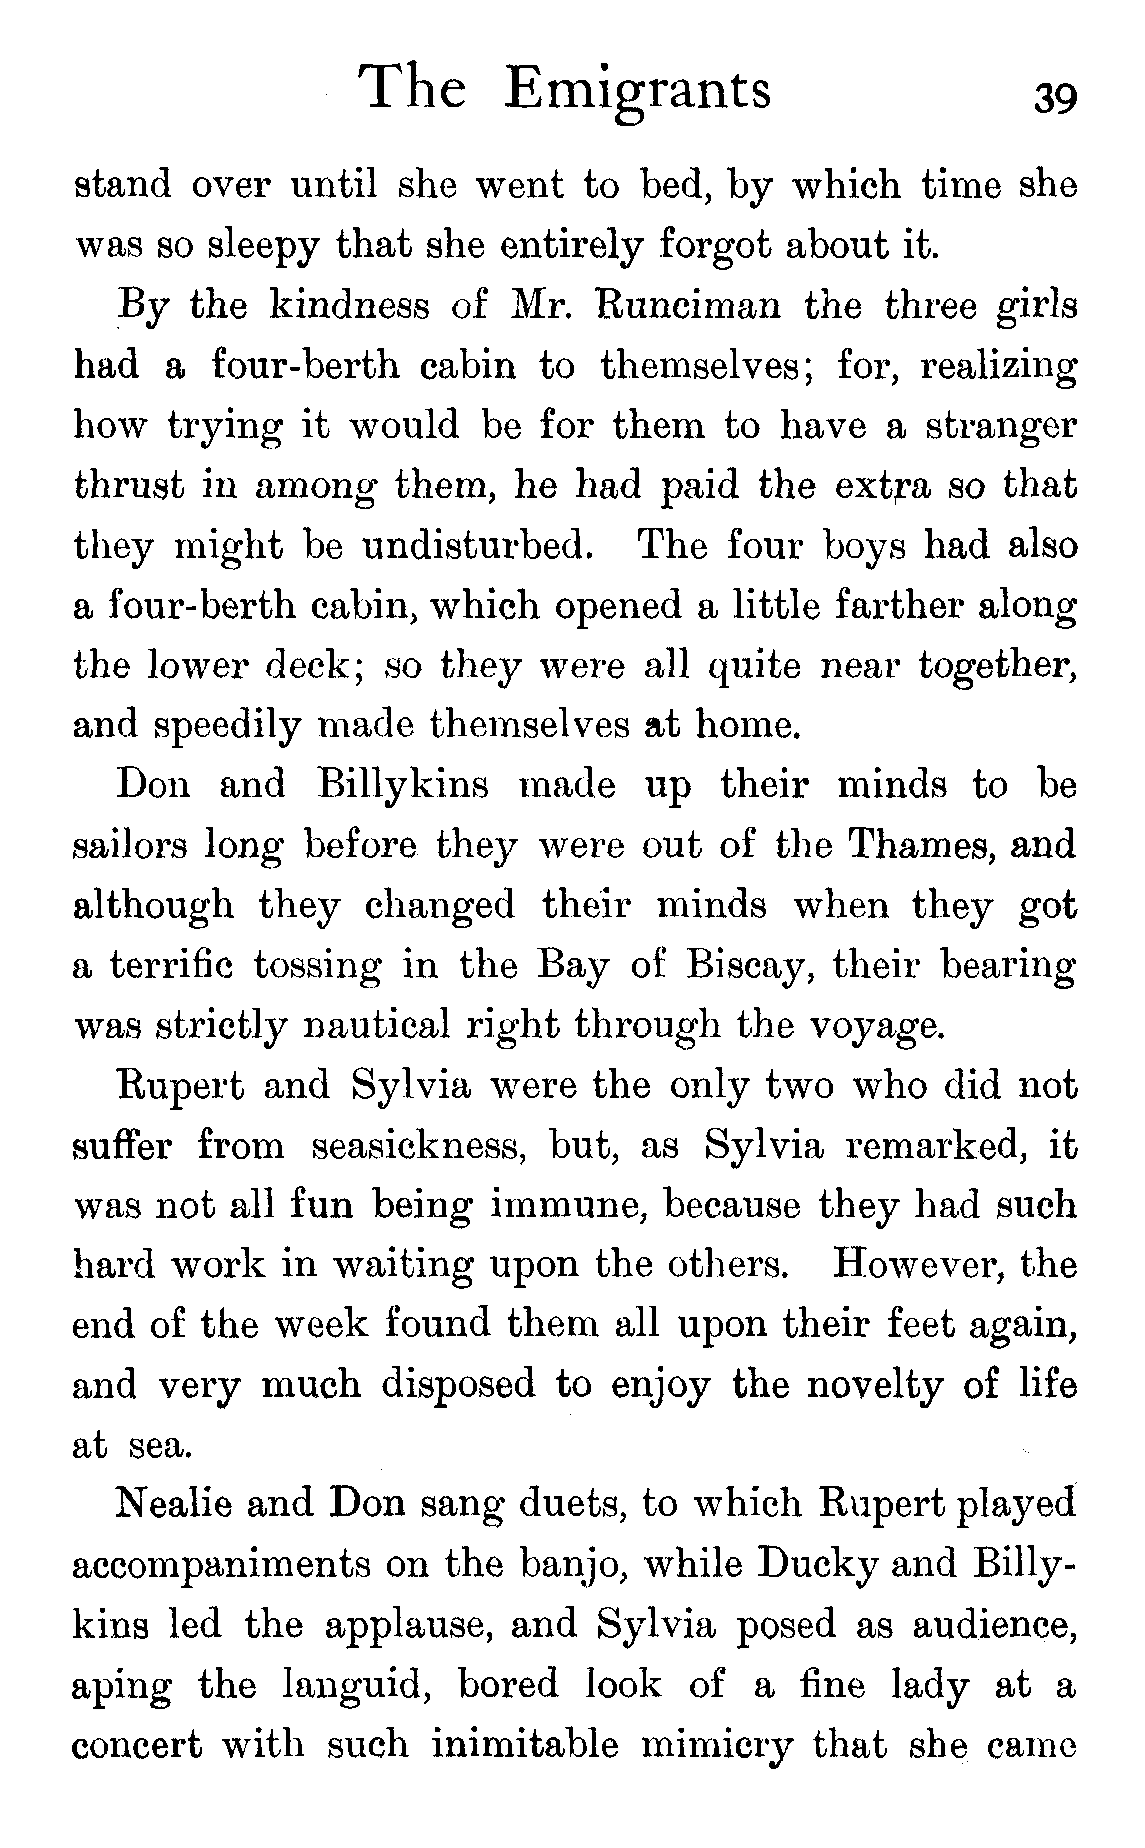 The Emigrants 39
stand over until she went to bed, by which time she
was so sleepy that she entirely forgot about it.
By the kindness of Mr. Runciman the three girls
had a four-berth cabin to themselves; for, realizing
how trying it would be for them to have a stranger
thrust in among them, he had paid the extra so that
they might be undisturbed. The four boys had also
a four-berth cabin, which opened a little farther along
the lower deck; so they were all quite near together,
and speedily made themselves at home.
Don and Billykins made up their minds to be
sailors long before they were out of the Thames, and
although they changed their minds when they got
a terrific tossing in the Bay of Biscay, their bearing
was strictly nautical right through the voyage.
Rupert and Sylvia were the only two who did not
suffer from seasickness, but, as Sylvia remarked, it
was not all fun being immune, because they had such
hard work in waiting upon the others. However, the
end of the week found them all upon their feet again,
and very much disposed to enjoy the novelty of life
at sea.
Nealie and Don sang duets, to which Rupert played
accompaniments on the banjo, while Ducky and Billy-
kins led the applause, and Sylvia posed as audience,
aping the languid, bored look of a fine lady at a
concert with such inimitable mimicry that she came